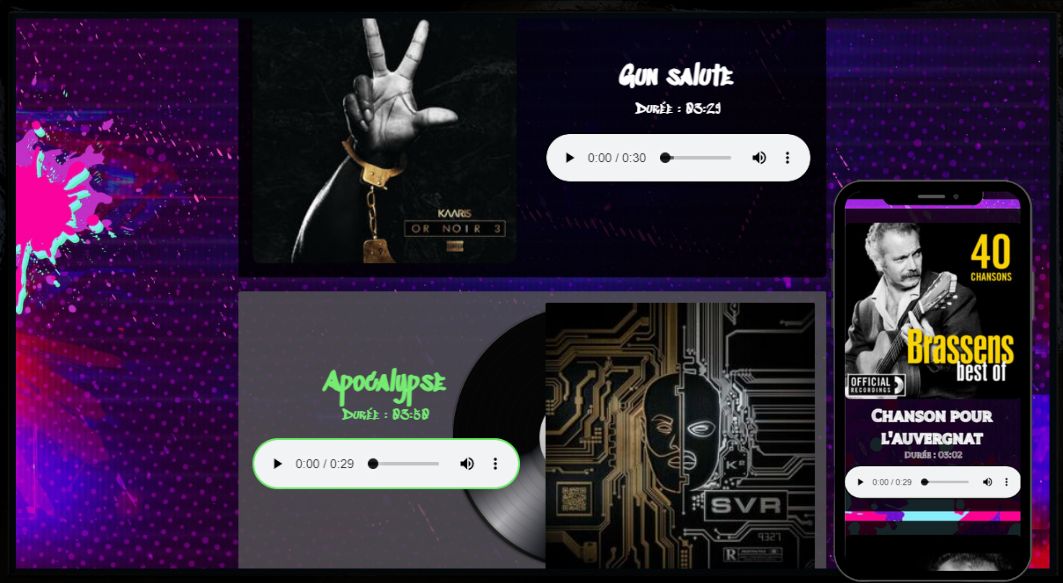 Gun salute
Durée : 03:29
0:00 / 0:30
KAARIS
OR NOIR 3
Apocalypse
Durée : 03:50
0:00 / 0:29
SVR
9327
R
40
CHANSONS
Brassens
best of
OFFICIAL
RECORDINGS
Chanson pour
l'auvergnat
durée : 03:02
0:00 / 0:29